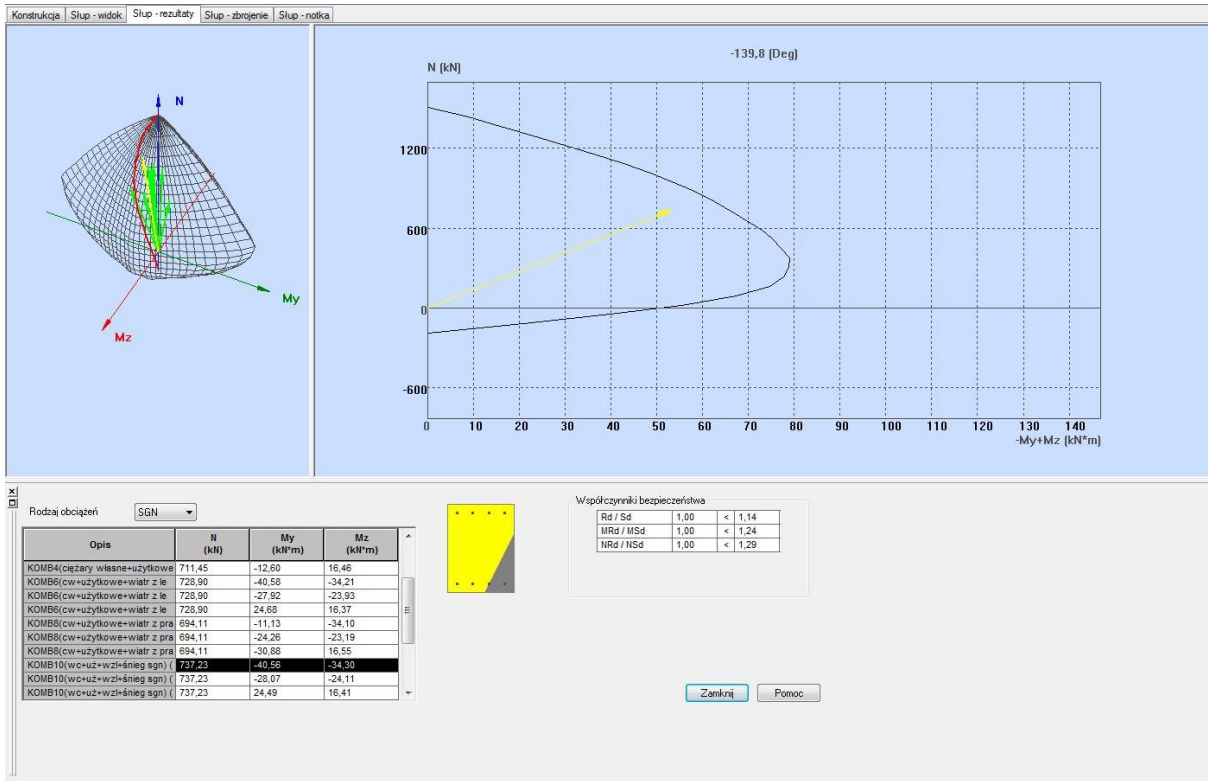 Konstrukcja Słup - widok Słup - rezultaty Słup - zbrojenie Słup - notka
N
My
Mz
-139,8 (Deg)
N (kN)
1200
600
0
-600
0 10 20 30 40 50 60 70 80 90 100 110 120 130 140
-My+Mz (kN*m)
Rodzaj obciążeń SGN
Opis N (kN) My (kN*m) Mz (kN*m)
KOMB4(ciężary własne+użytkowe 711,45 -12,60 16,46
KOMB6(cw+użytkowe+wiatr z le 728,90 -40,58 -34,21
KOMB6(cw+użytkowe+wiatr z le 728,90 -27,92 -23,93
KOMB6(cw+użytkowe+wiatr z le 728,90 24,68 16,37
KOMB8(cw+użytkowe+wiatr z pra 694,11 -11,13 -34,10
KOMB8(cw+użytkowe+wiatr z pra 694,11 -24,26 -23,19
KOMB8(cw+użytkowe+wiatr z pra 694,11 -30,88 16,55
KOMB10(wc+uż+wzl+śnieg sgn) ( 737,23 -40,56 -34,30
KOMB10(wc+uż+wzl+śnieg sgn) ( 737,23 -28,07 -24,11
KOMB10(wc+uż+wzl+śnieg sgn) ( 737,23 24,49 16,41
Współczynniki bezpieczeństwa
Rd / Sd 1,00 < 1,14
MRd / MSd 1,00 < 1,24
NRd / NSd 1,00 < 1,29
Zamknij Pomoc